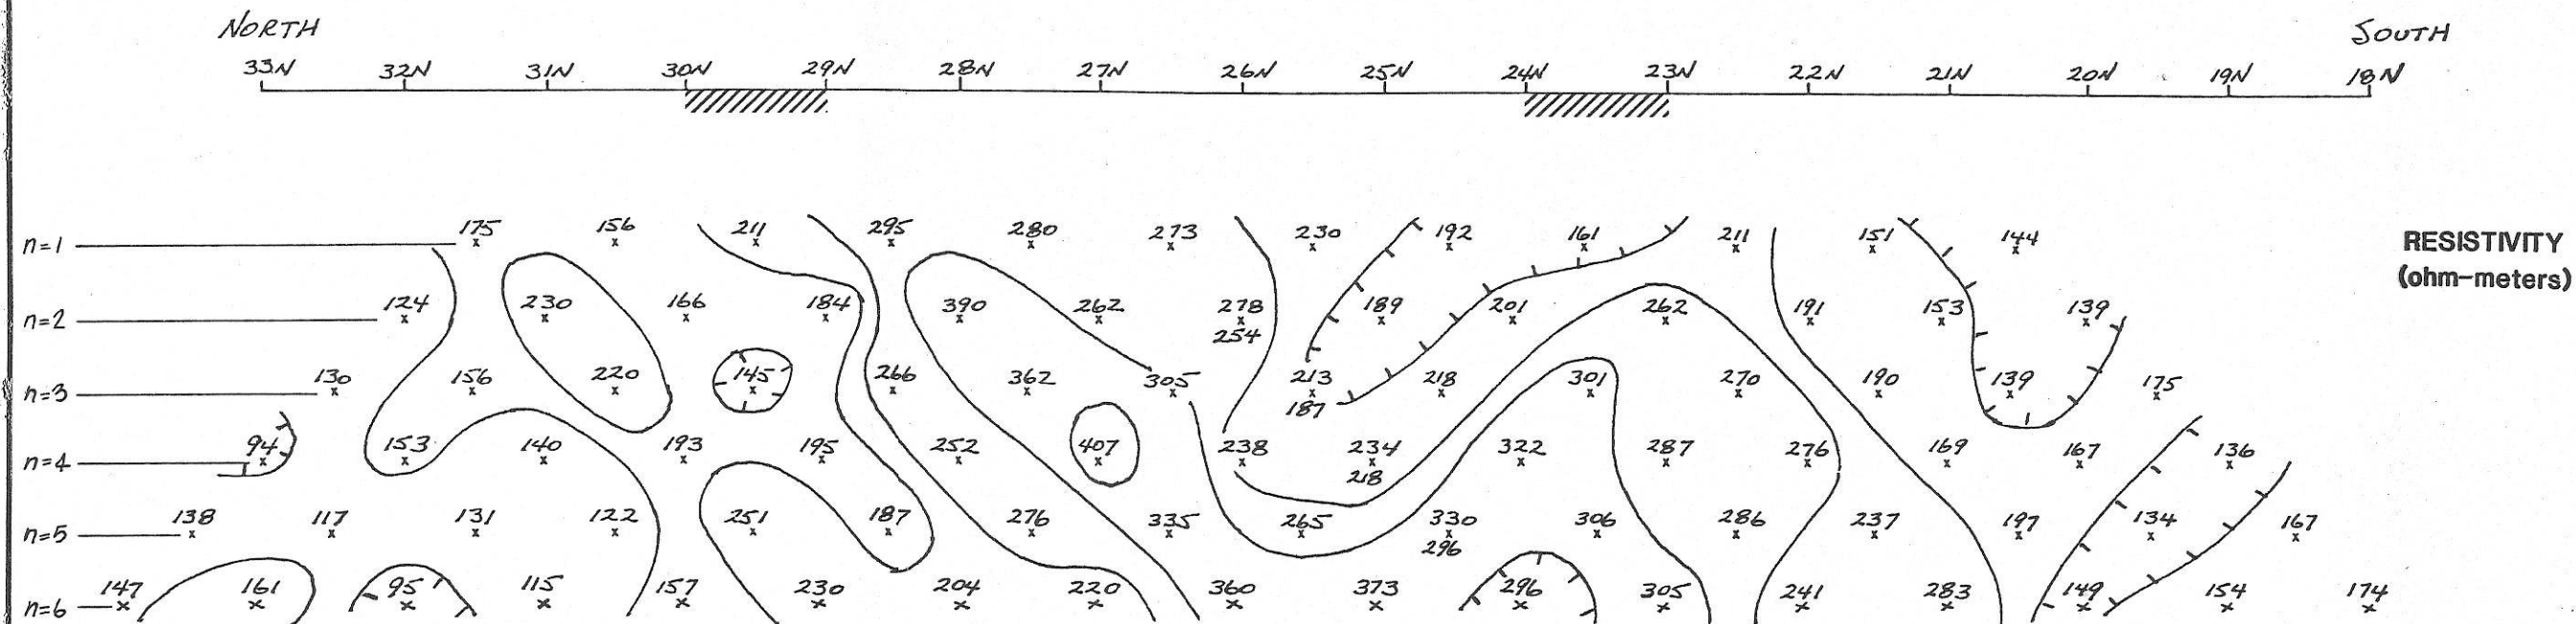 NORTH SOUTH
33N 32N 31N 30N 29N 28N 27N 26N 25N 24N 23N 22N 21N 20N 19N 18N
n=1 175 156 211 295 280 273 230 192 161 211 151 144
RESISTIVITY
(ohm-meters)
n=2 124 230 166 184 390 262 278 189 201 262 191 153 139
254
n=3 130 156 220 145 266 362 305 213 218 301 270 190 139 175
187
n=4 94 153 140 193 195 252 407 238 234 322 287 276 169 167 136
218
n=5 138 117 131 122 251 187 276 335 265 330 306 286 237 197 134 167
296
n=6 147 161 95 115 157 230 204 220 360 373 296 305 241 283 149 154 174